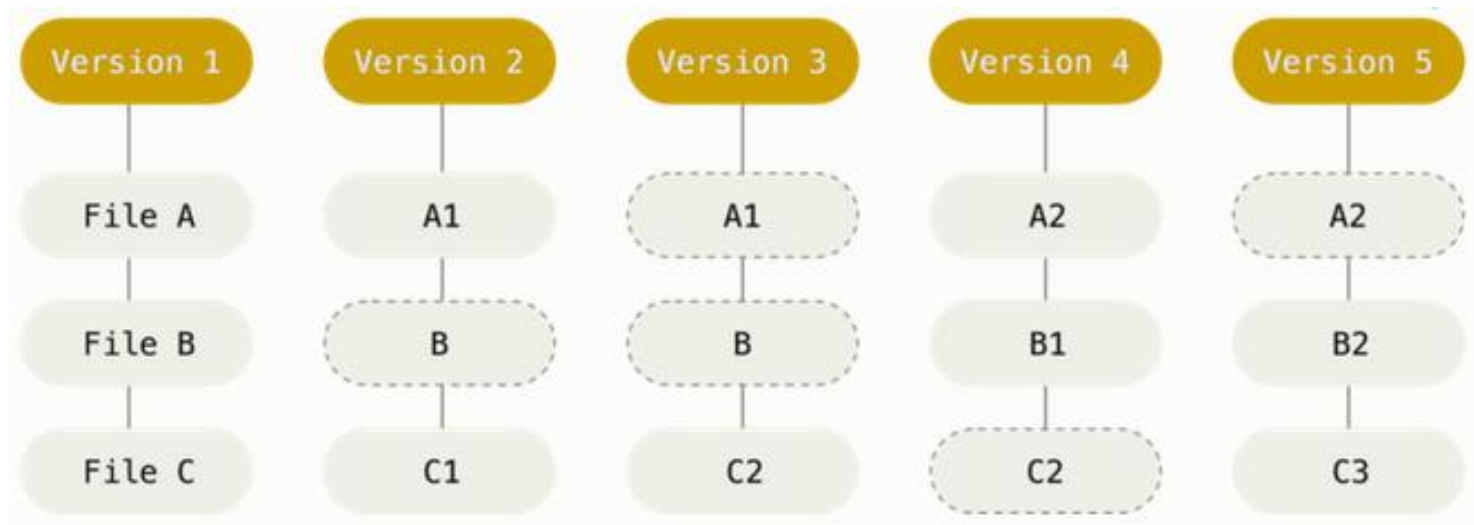 Version 1 Version 2 Version 3 Version 4 Version 5
File A A1 A1 A2 A2
File B B B B1 B2
File C C1 C2 C2 C3